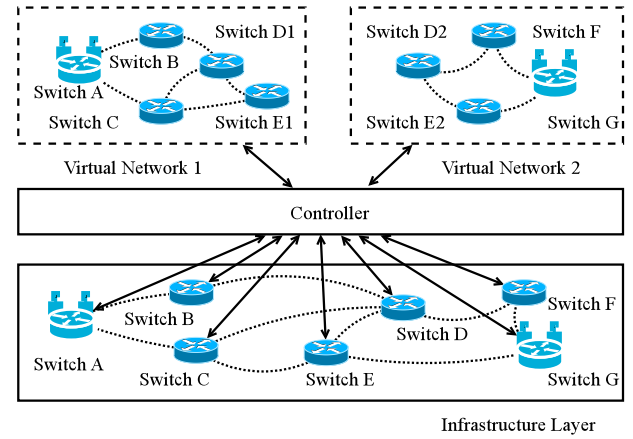 Switch D1
Switch B
Switch A
Switch C
Switch E1
Switch D2
Switch F
Switch E2
Switch G
Virtual Network 1
Virtual Network 2
Controller
Switch B
Switch A
Switch C
Switch D
Switch E
Switch F
Switch G
Infrastructure Layer